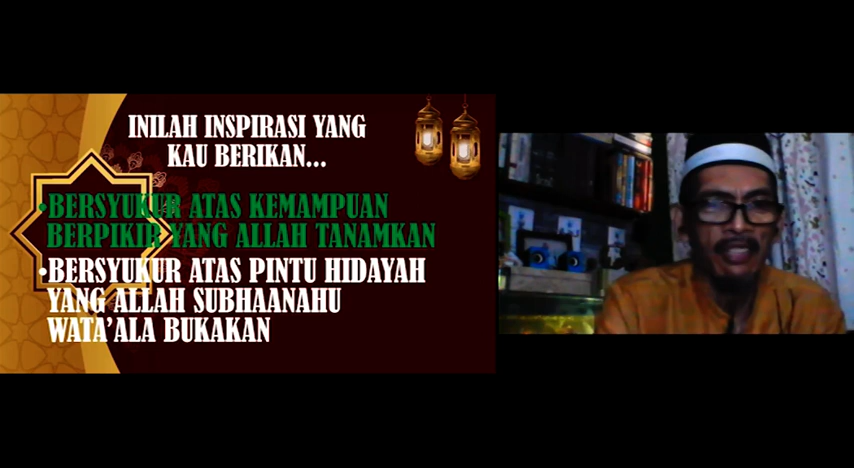 INILAH INSPIRASI YANG
KAU BERIKAN...
•BERSYUKUR ATAS KEMAMPUAN
BERPIKIR YANG ALLAH TANAMKAN
•BERSYUKUR ATAS PINTU HIDAYAH
YANG ALLAH SUBHAANAHU
WATA'ALA BUKAKAN